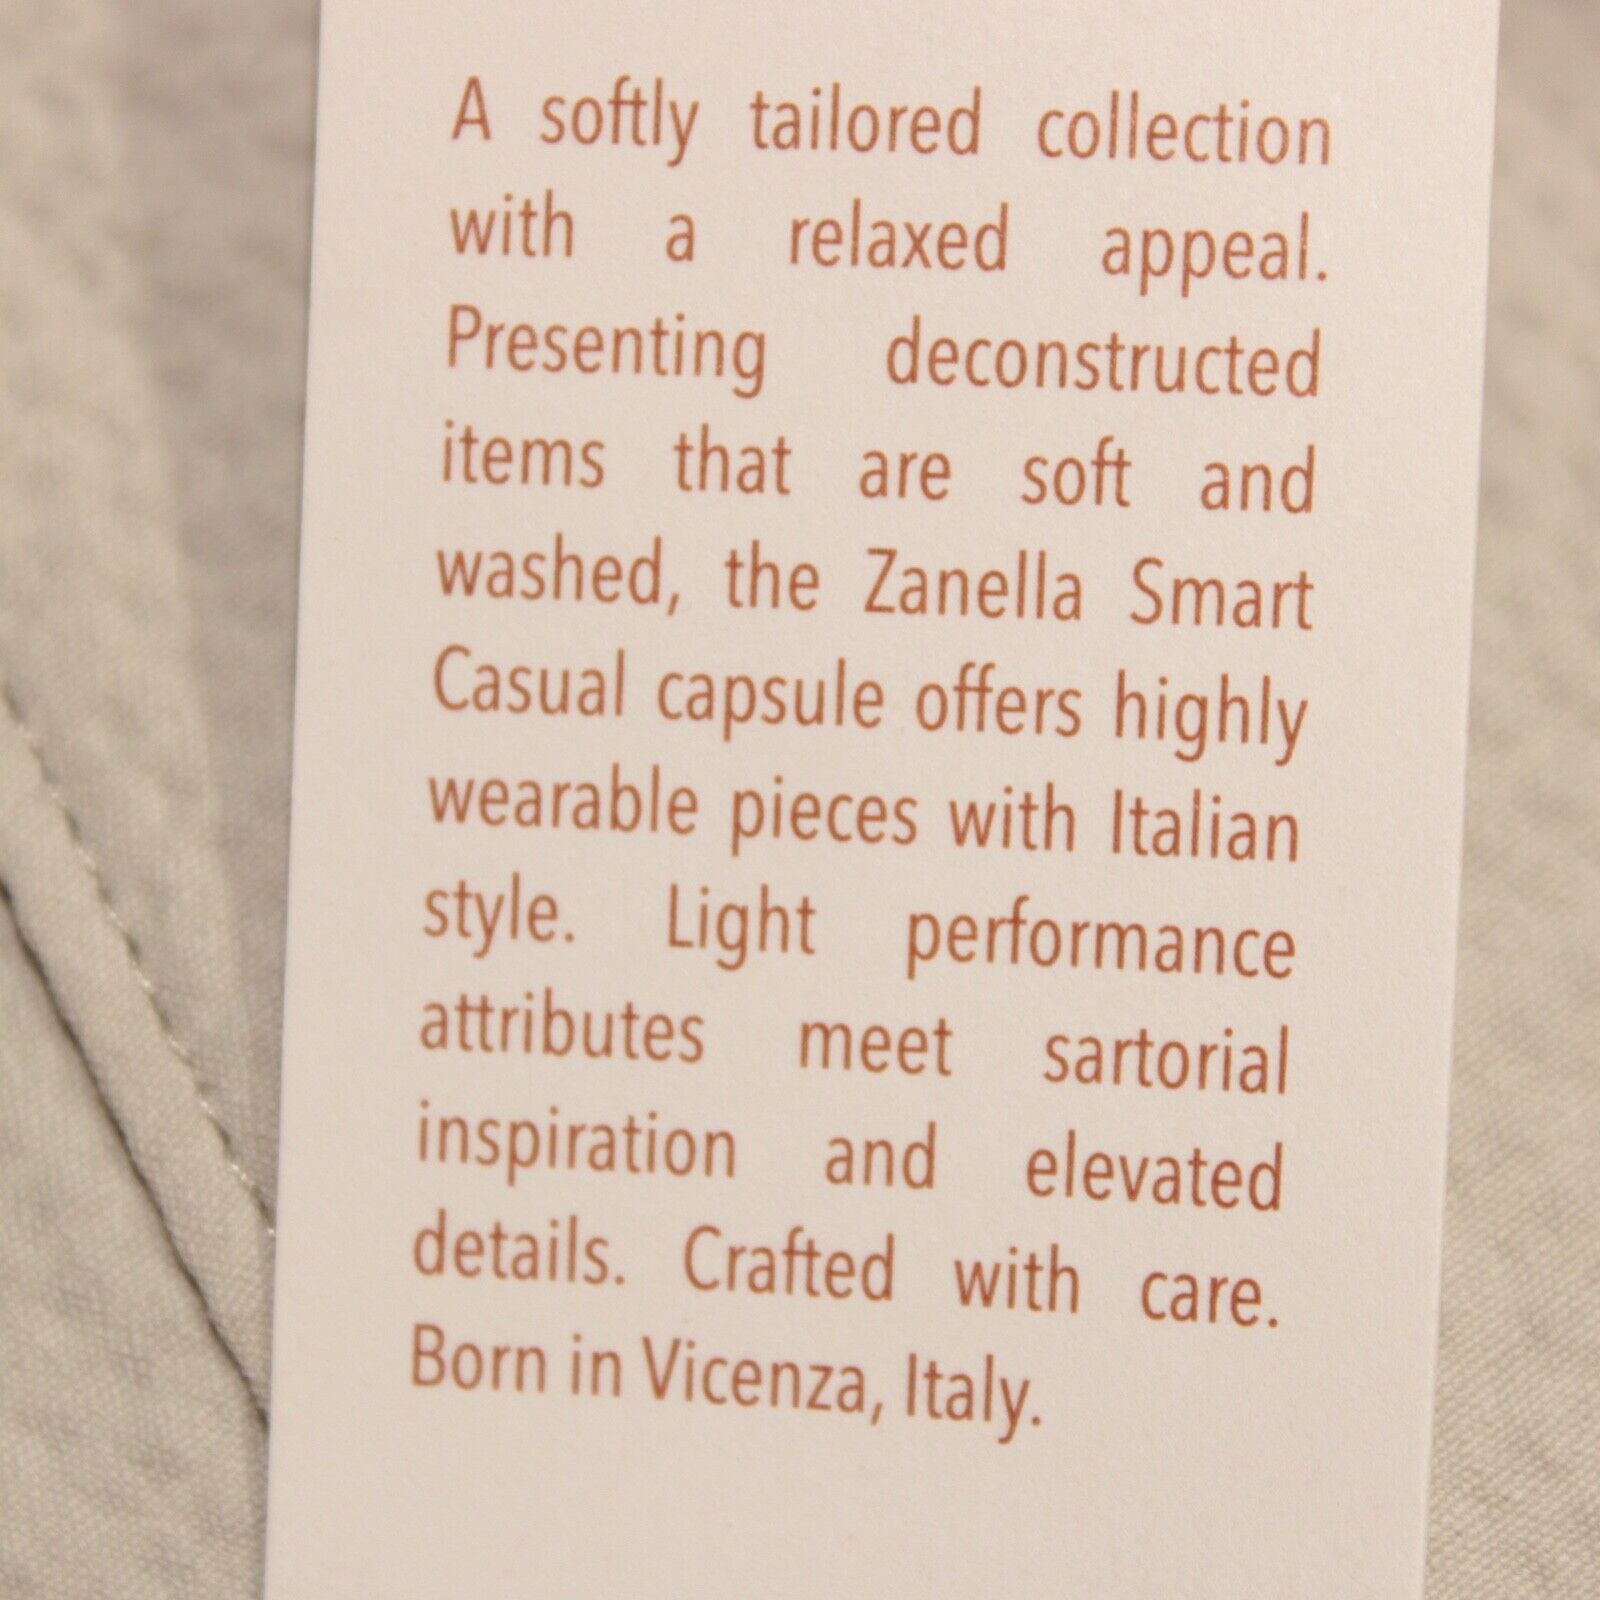 A softly tailored collection
with a relaxed appeal.
Presenting deconstructed
items that are soft and
washed, the Zanella Smart
Casual capsule offers highly
wearable pieces with Italian
style. Light performance
attributes meet sartorial
inspiration and elevated
details. Crafted with care.
Born in Vicenza, Italy.